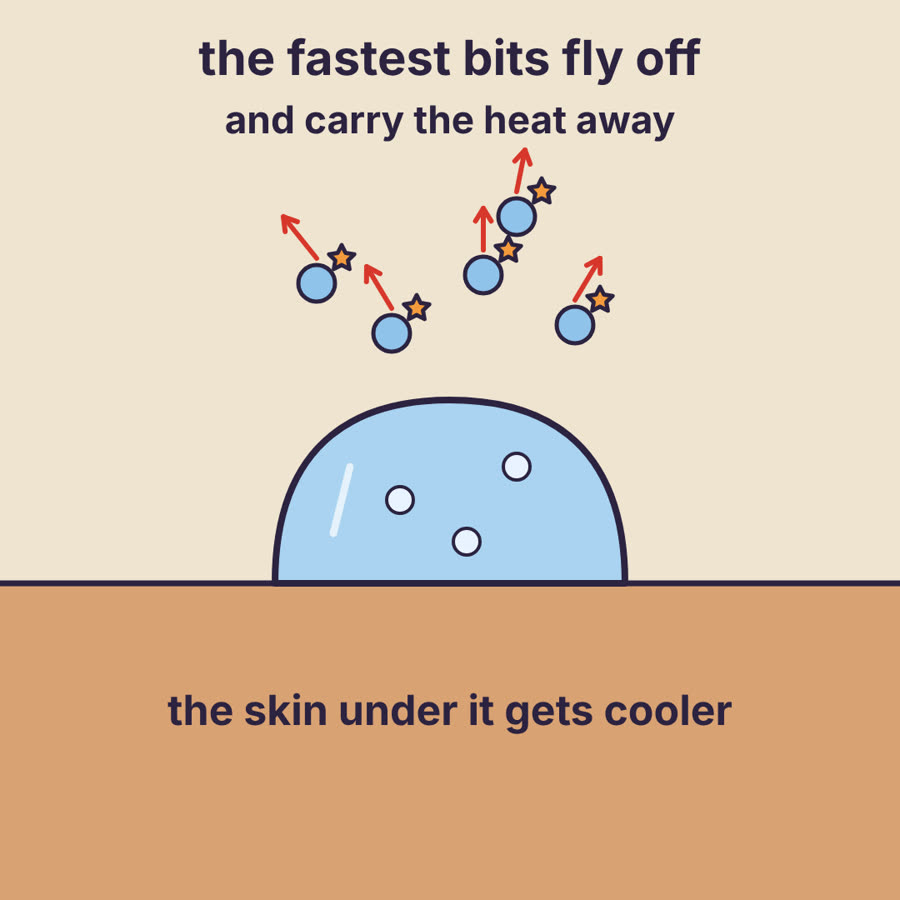 the fastest bits fly off
and carry the heat away
the skin under it gets cooler